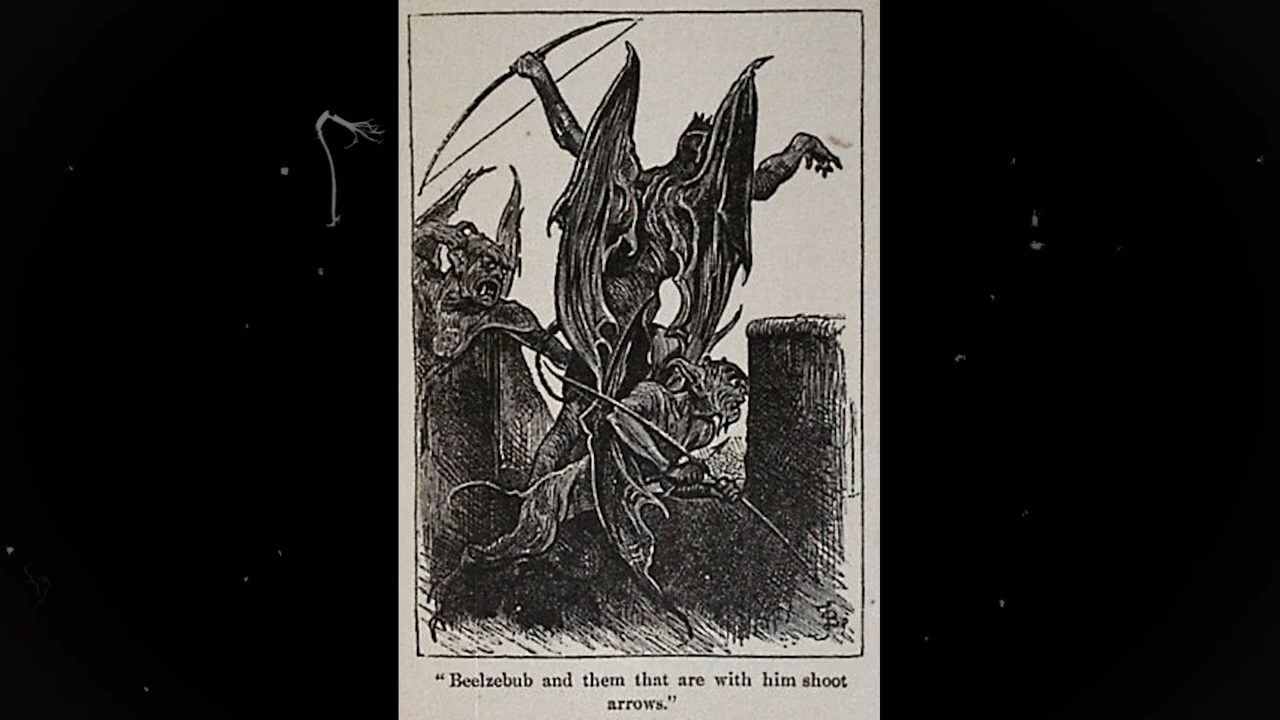 “Beelzebub and them that are with him shoot
arrows.”